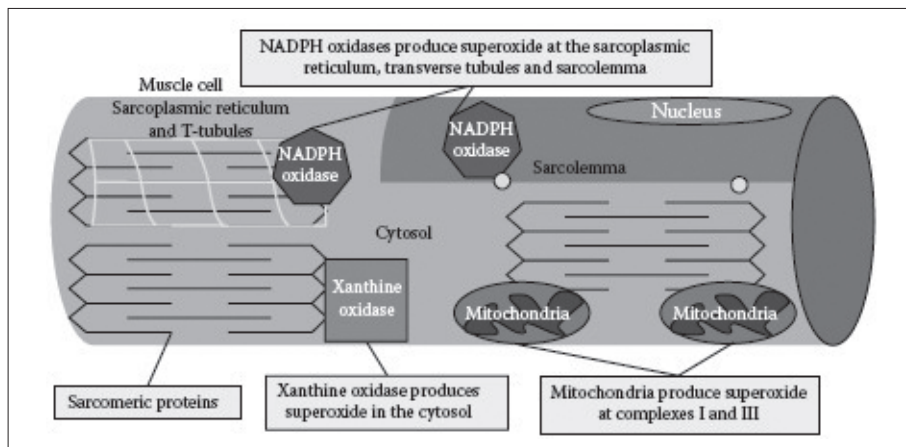 NADPH oxidases produce superoxide at the sarcoplasmic
reticulum, transverse tubules and sarcolemma
Muscle cell
Sarcoplasmic reticulum
and T-tubules
NADPH
oxidase
NADPH
oxidase
Nucleus
Sarcolemma
Cytosol
Xanthine
oxidase
Mitochondria
Mitochondria
Sarcomeric proteins
Xanthine oxidase produces
superoxide in the cytosol
Mitochondria produce superoxide
at complexes I and III